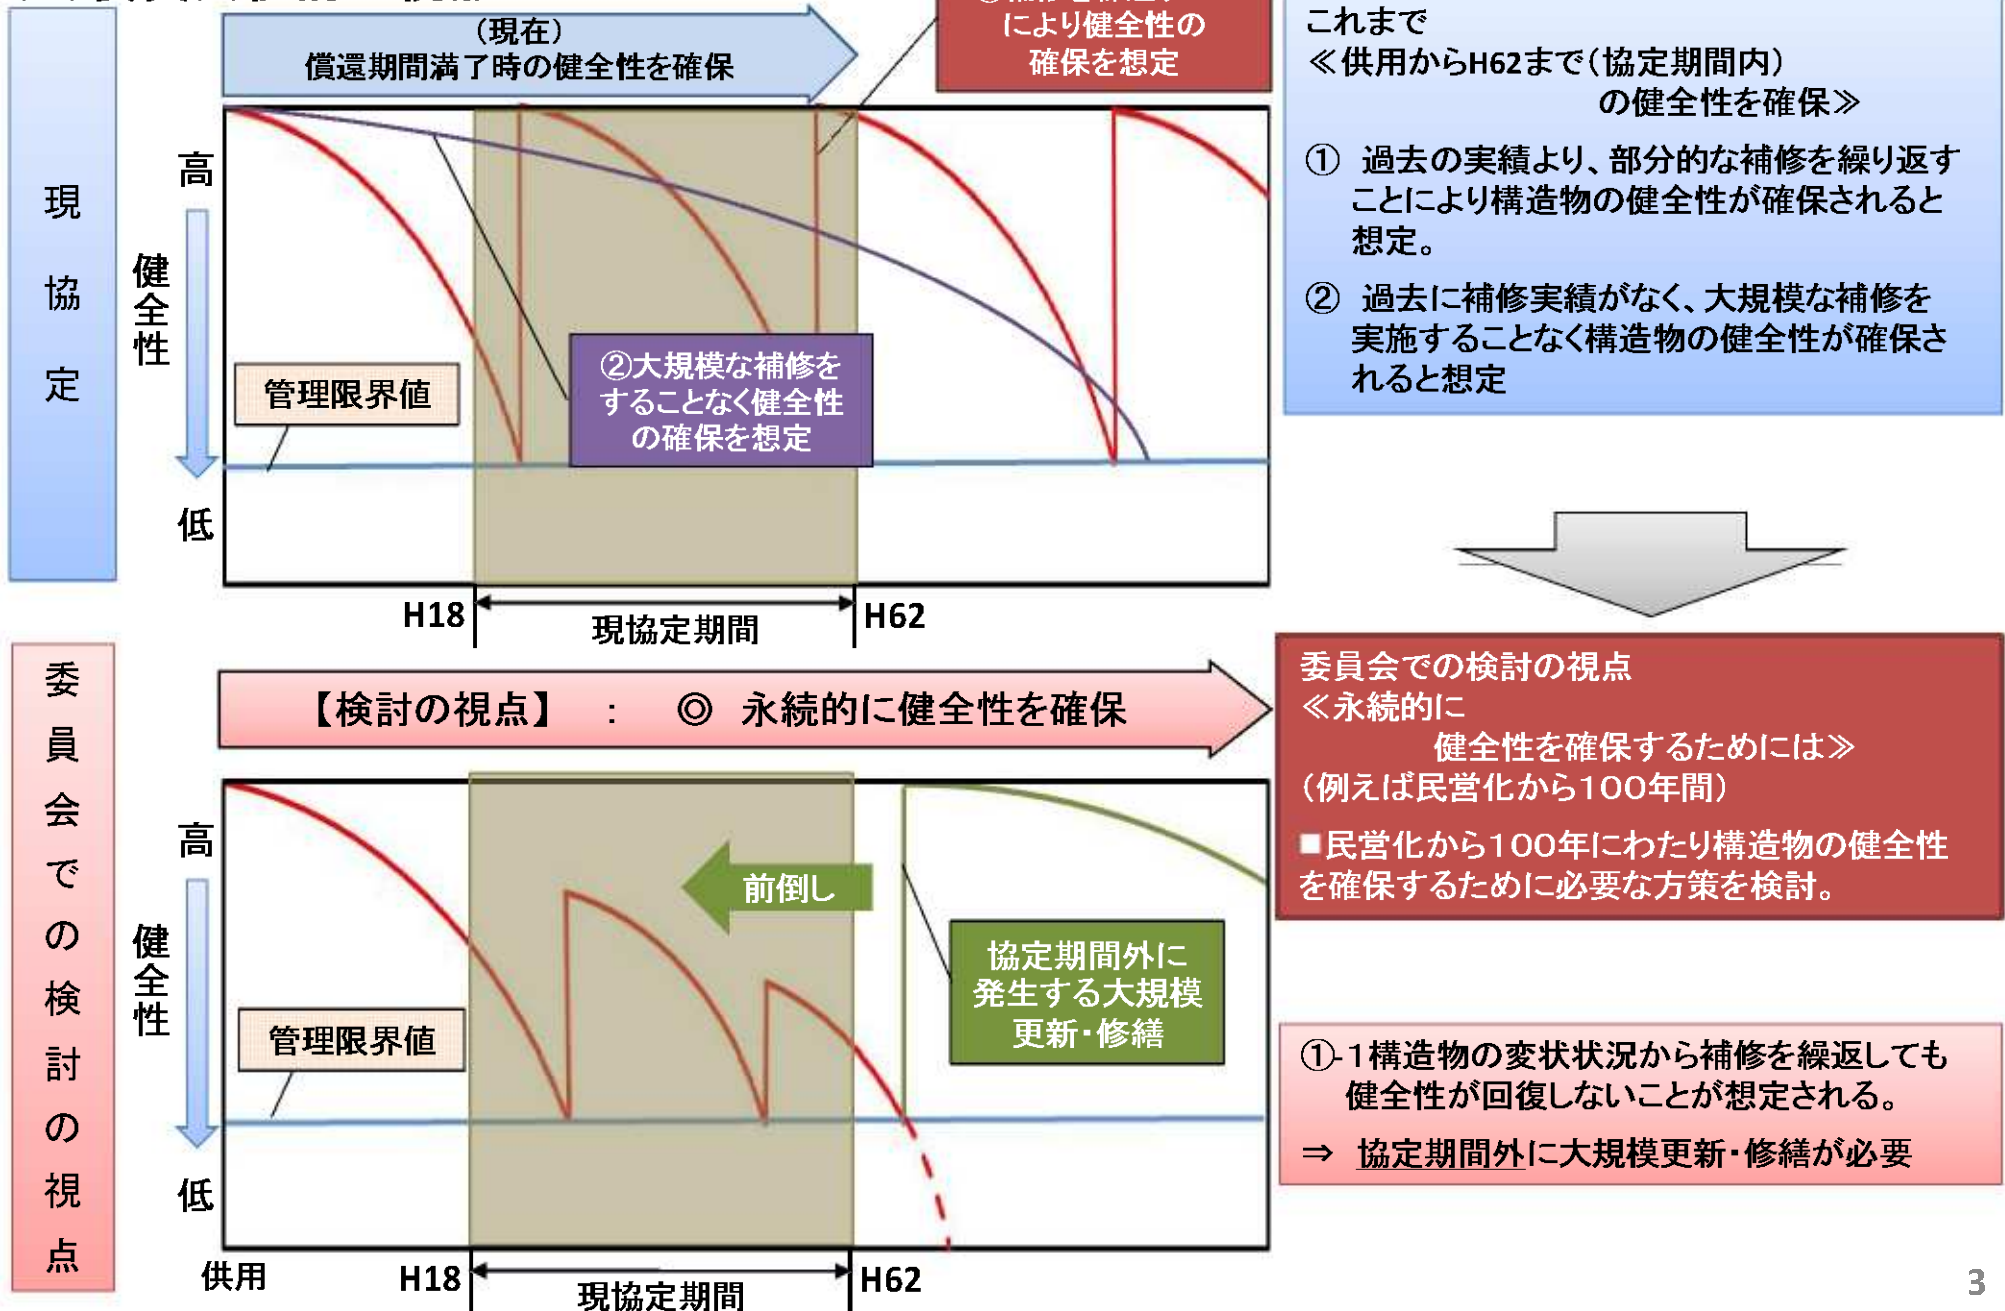 (現在)
償還期間満了時の健全性を確保
により健全性の
確保を想定
現協定
高
健全性
低
管理限界値
②大規模な補修を
することなく健全性
の確保を想定
H18
現協定期間
H62
これまで
≪供用からH62まで(協定期間内)
の健全性を確保≫
① 過去の実績より、部分的な補修を繰り返す
ことにより構造物の健全性が確保されると
想定。
② 過去に補修実績がなく、大規模な補修を
実施することなく構造物の健全性が確保さ
れると想定
委員会での検討の視点
【検討の視点】 : ◎ 永続的に健全性を確保
高
健全性
低
管理限界値
前倒し
協定期間外に
発生する大規模
更新・修繕
供用
H18
現協定期間
H62
委員会での検討の視点
≪永続的に
健全性を確保するためには≫
(例えば民営化から100年間)
■民営化から100年にわたり構造物の健全性
を確保するために必要な方策を検討。
①-1構造物の変状状況から補修を繰返しても
健全性が回復しないことが想定される。
⇒ 協定期間外に大規模更新・修繕が必要
3